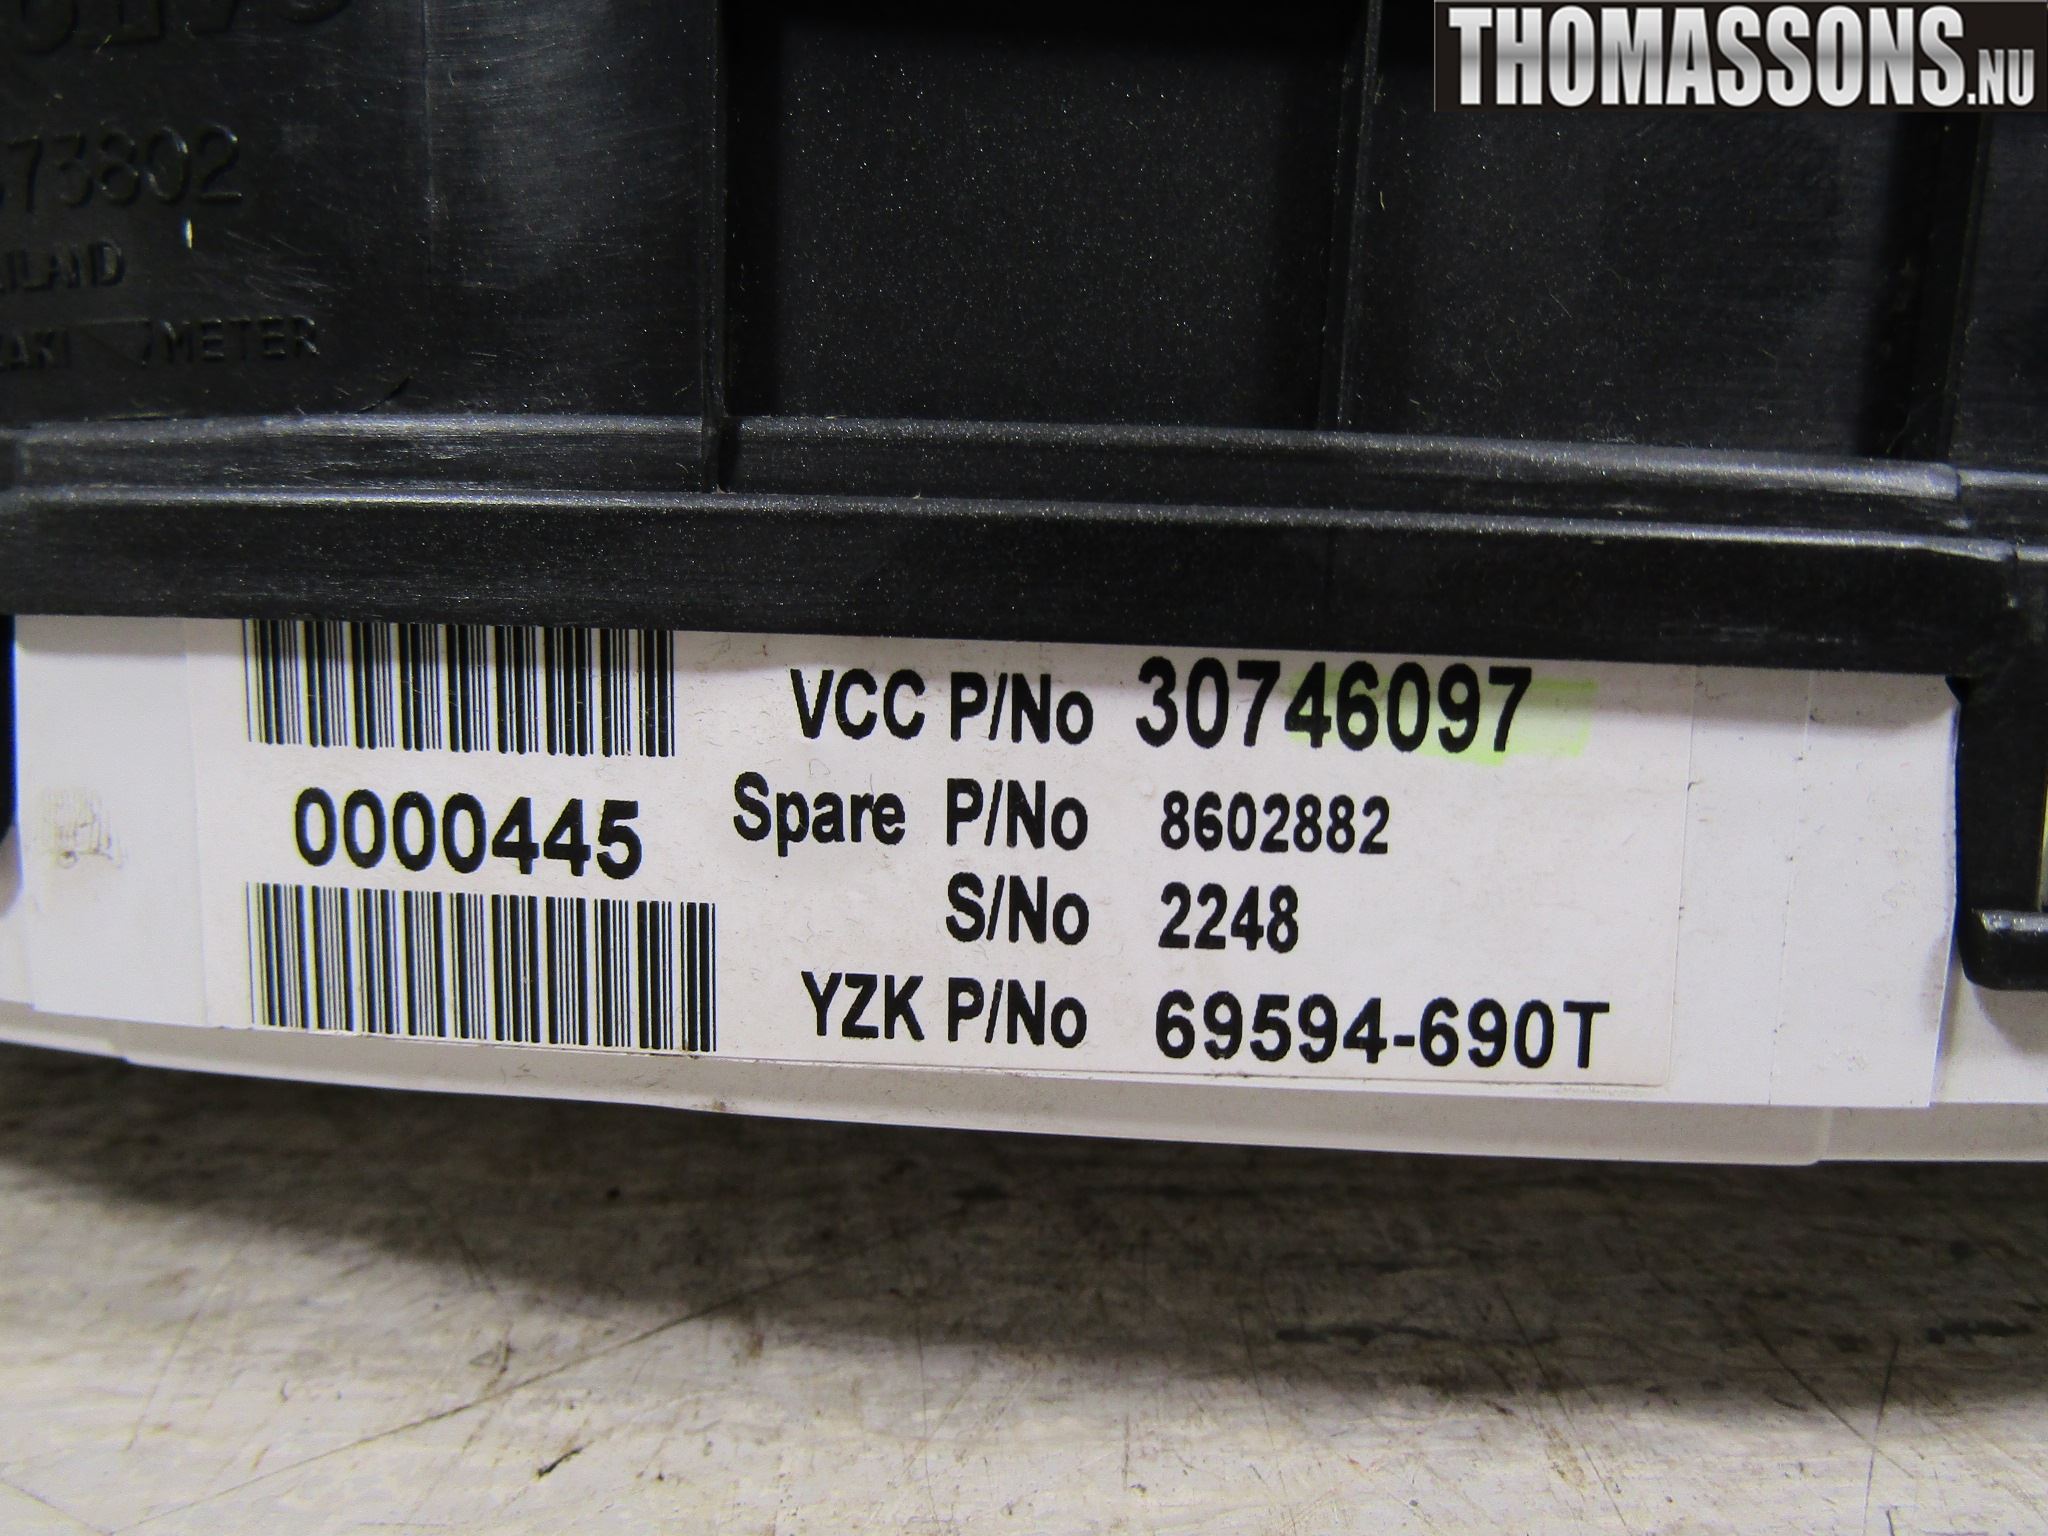 THOMASSONS.NU
73802
METER
VCC P/No 30746097
0000445
Spare P/No 8602882
S/No 2248
YZK P/No 69594-690T